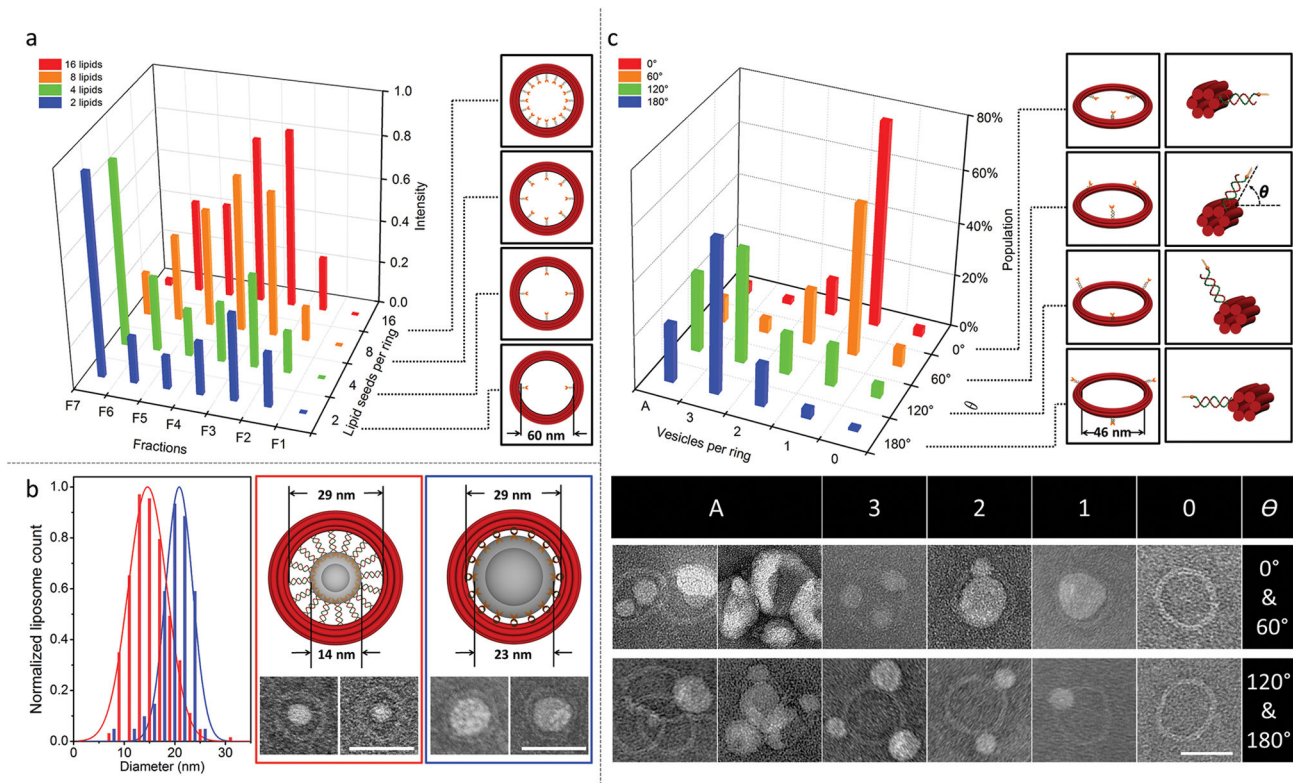 a
16 lipids
8 lipids
4 lipids
2 lipids
1.0
0.8
0.6
0.4
0.2
0.0
Intensity
16
8
4
2
Lipid seeds per ring
F7
F6
F5
F4
F3
F2
F1
Fractions
60 nm
b
1.0
0.8
0.6
0.4
0.2
0.0
Normalized liposome count
0
10
20
30
Diameter (nm)
29 nm
14 nm
29 nm
23 nm
c
0°
60°
120°
180°
80%
60%
40%
20%
0%
Population
0°
60°
120°
180°
θ
A
3
2
1
0
Vesicles per ring
θ
46 nm
A 3 2 1 0 θ
0°
&
60°
120°
&
180°